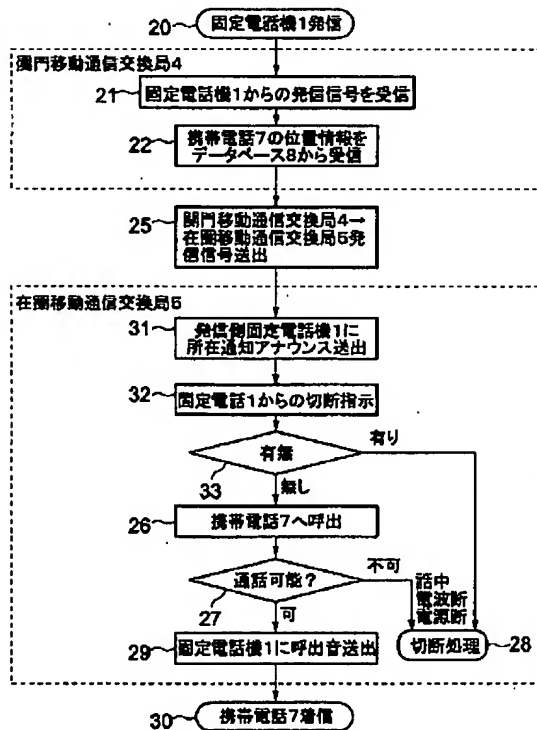 20 固定電話機1発信
関門移動通信交換局4
21 固定電話機1からの発信信号を受信
22 携帯電話7の位置情報を
データベース8から受信
25 関門移動通信交換局4→
在圏移動通信交換局5発
信信号送出
在圏移動通信交換局5
31 発信側固定電話機1に
所在通知アナウンス送出
32 固定電話1からの切断指示
有無 有り
33 無し
26 携帯電話7へ呼出
通話可能? 不可
27 可
話中
電波断
電源断
29 固定電話機1に呼出音送出
切断処理 28
30 携帯電話7着信